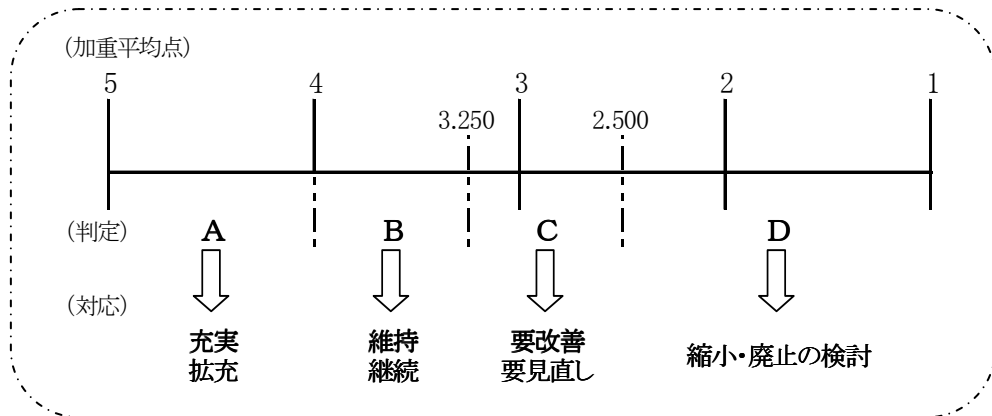 (加重平均点)
5 4 3 2 1
3.250 2.500
(判定) A B C D
(対応)
充実 維持 要改善 縮小・廃止の検討
拡充 継続 要見直し